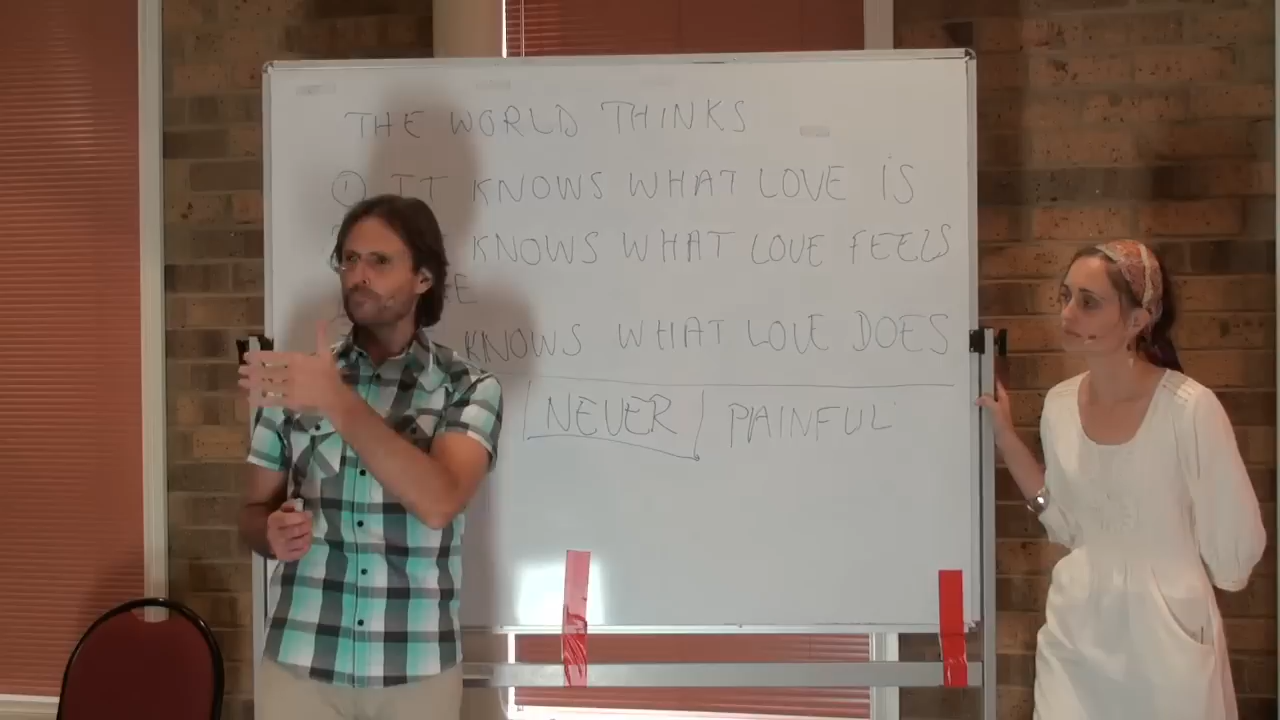 THE WORLD THINKS
① IT KNOWS WHAT LOVE IS
KNOWS WHAT LOVE FEELS
KNOWS WHAT LOVE DOES
NEVER PAINFUL